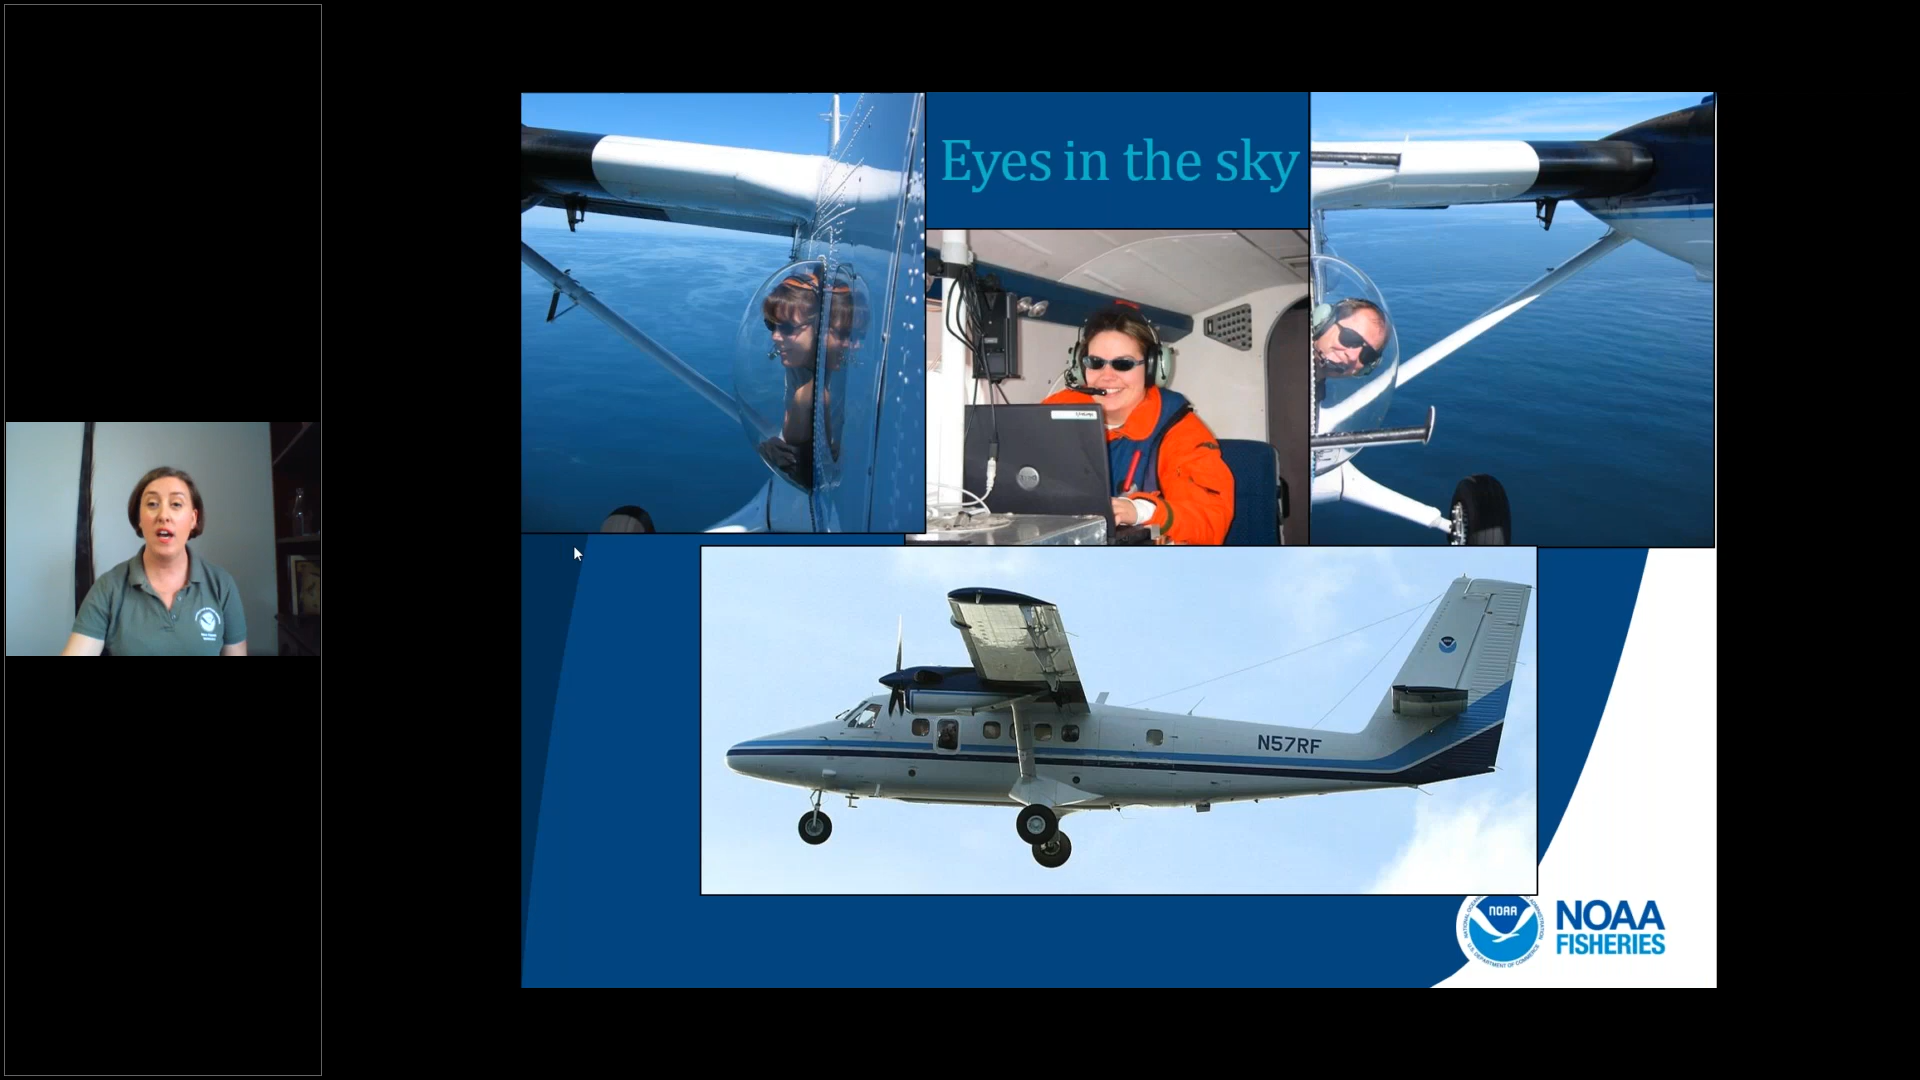 Eyes in the sky
N57RF
NOAA
NOAA
FISHERIES